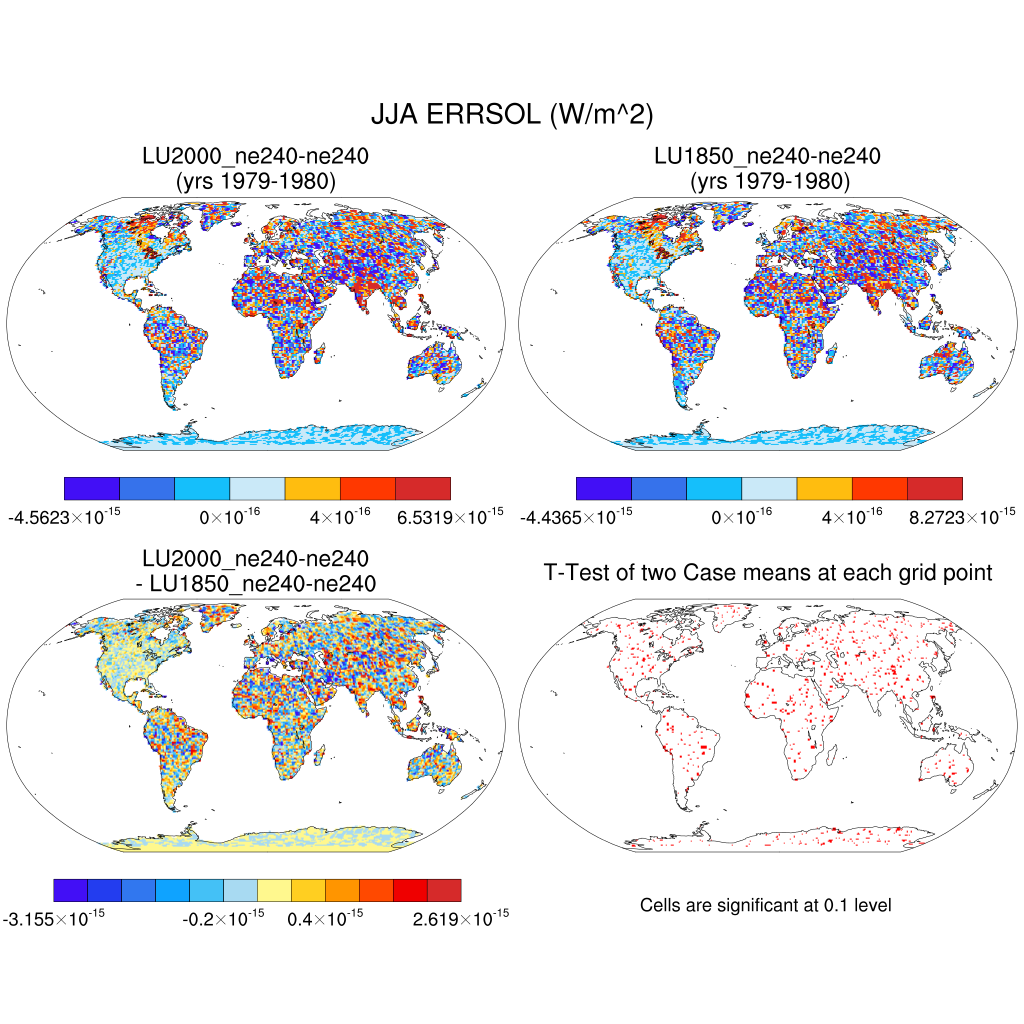 JJA ERRSOL (W/m^2)
LU2000_ne240-ne240
(yrs 1979-1980)
LU1850_ne240-ne240
(yrs 1979-1980)
-4.5623×10^-15 0×10^-16 4×10^-16 6.5319×10^-15
-4.4365×10^-15 0×10^-16 4×10^-16 8.2723×10^-15
LU2000_ne240-ne240
- LU1850_ne240-ne240
T-Test of two Case means at each grid point
-3.155×10^-15 -0.2×10^-15 0.4×10^-15 2.619×10^-15
Cells are significant at 0.1 level